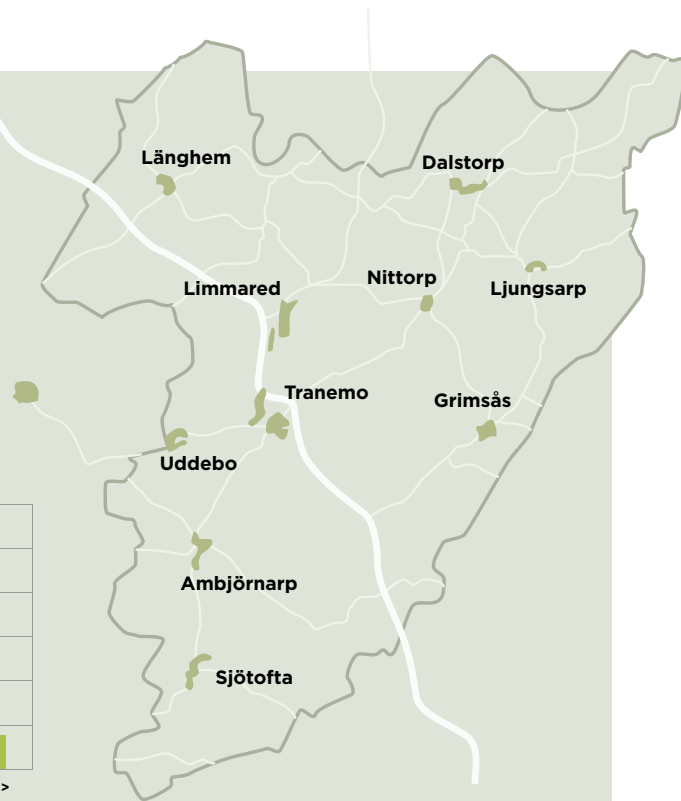 Länghem
Dalstorp
Nittorp
Limmared
Ljungsarp
Tranemo
Grimsås
Uddebo
Ambjörnarp
Sjötofta
>